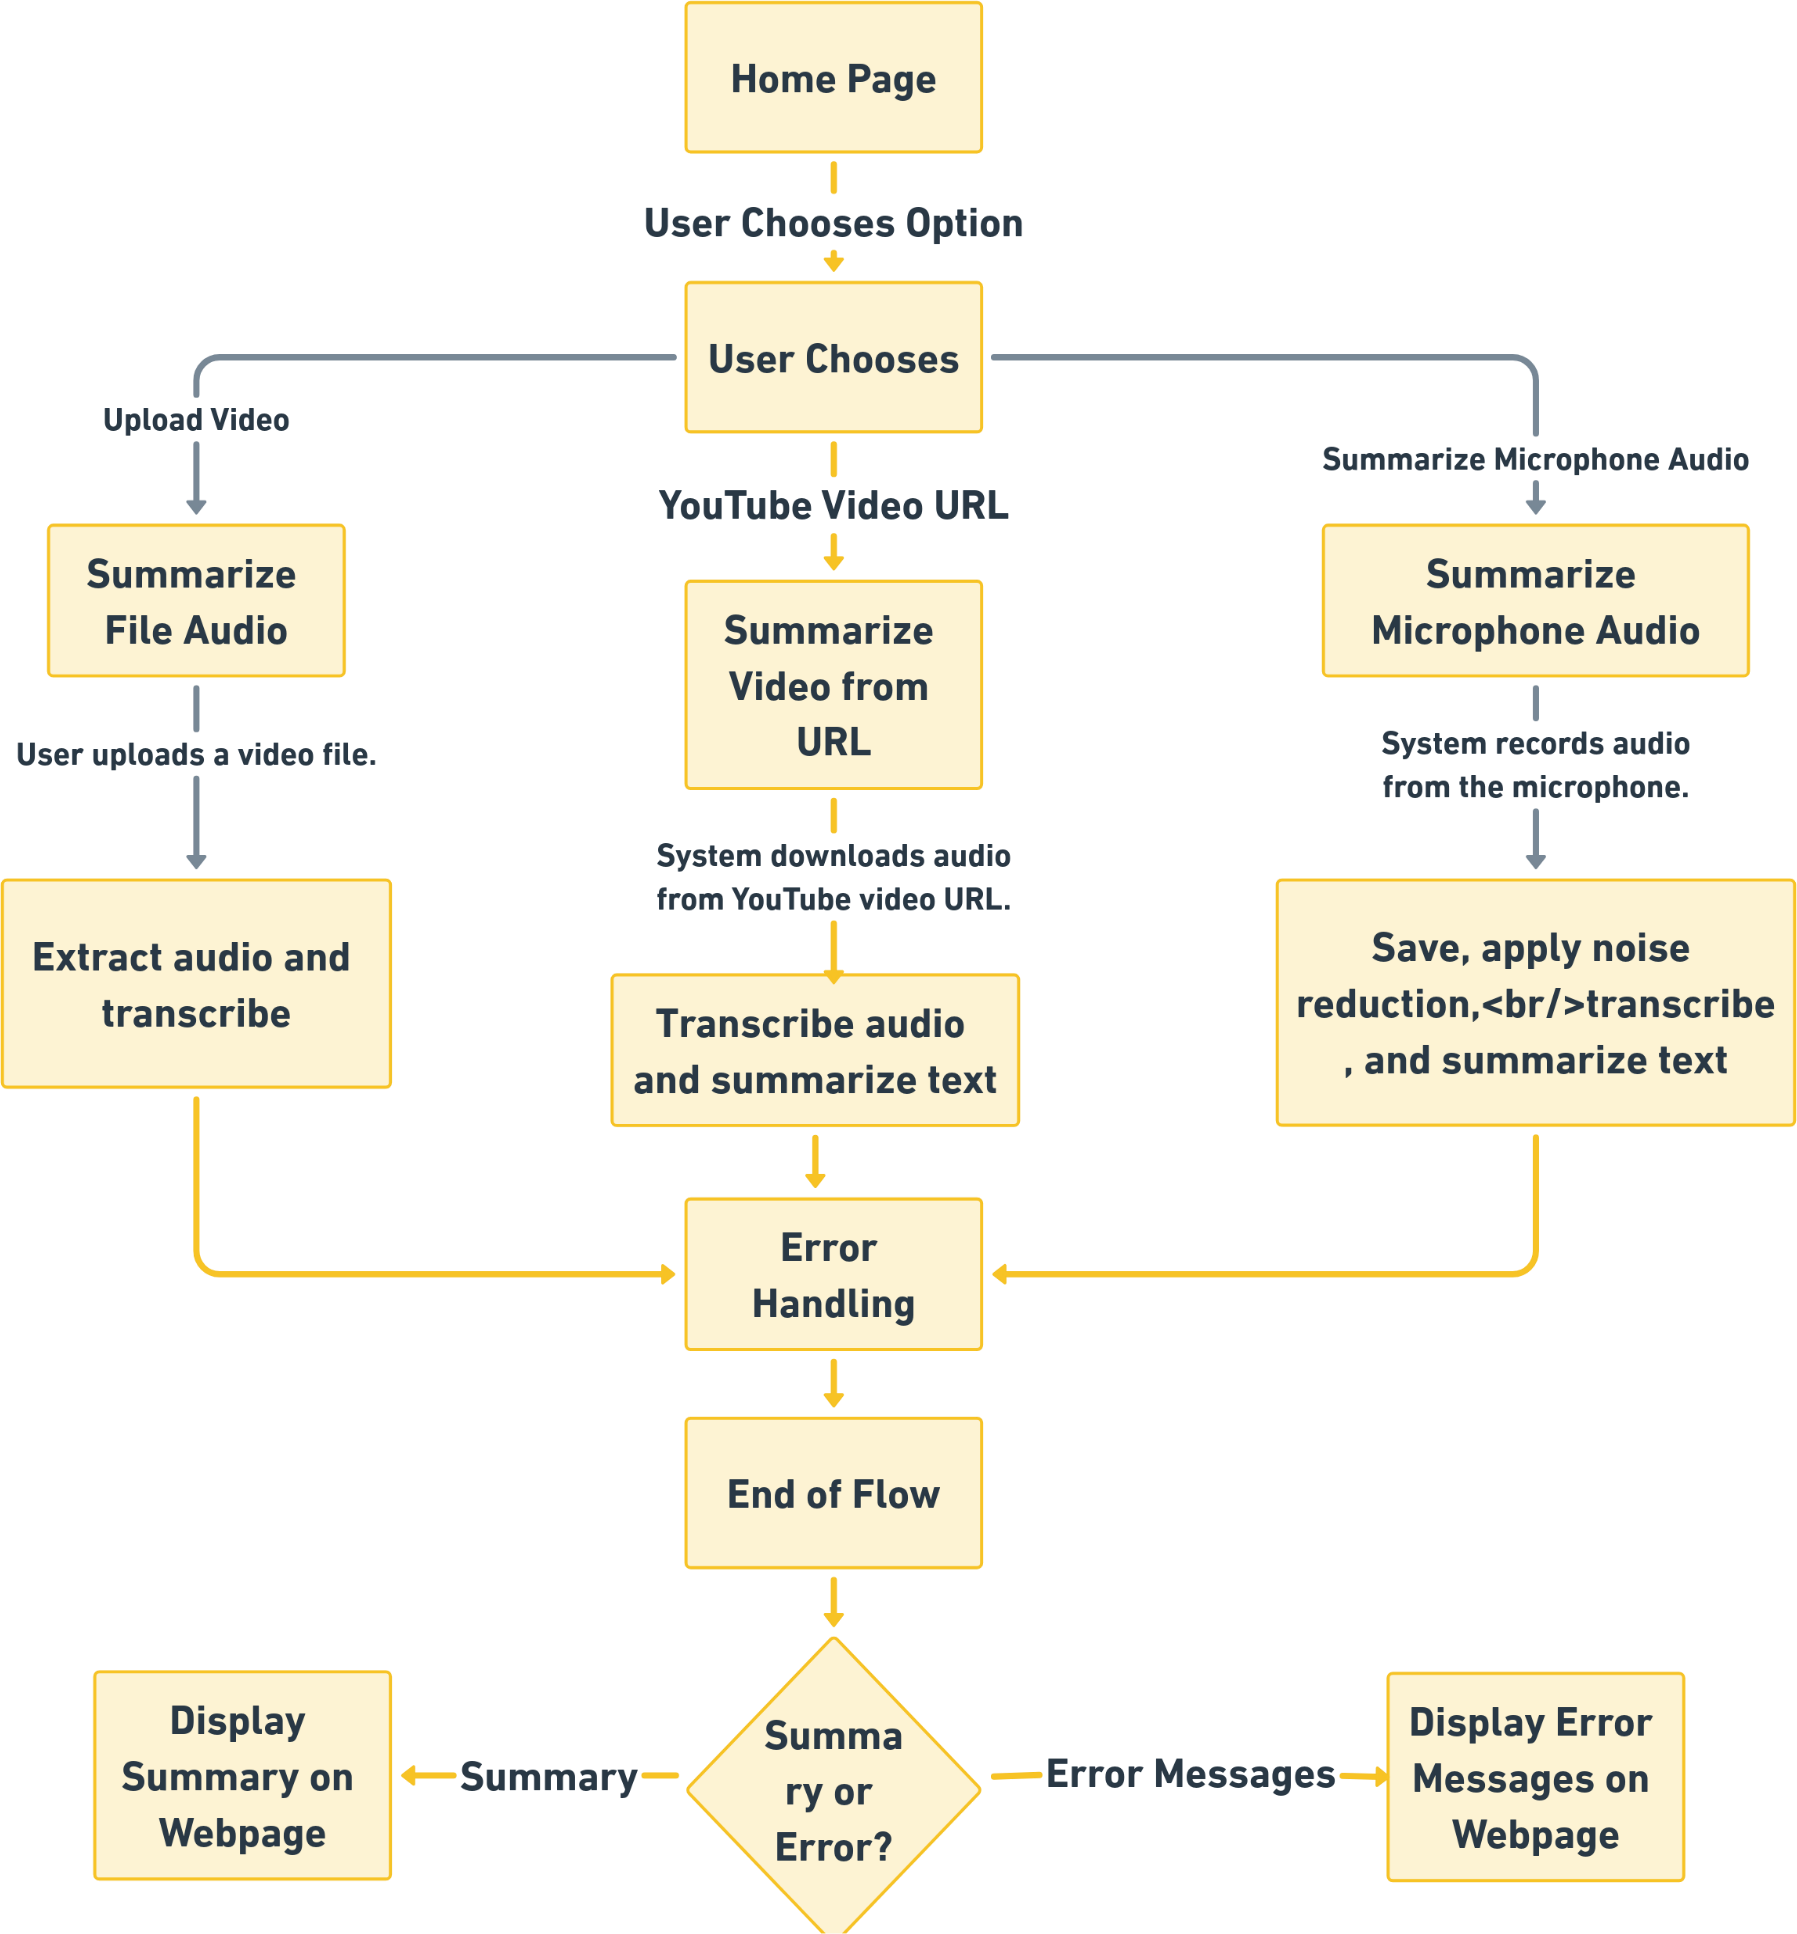 Home Page
User Chooses Option
User Chooses
Upload Video
YouTube Video URL
Summarize Microphone Audio
Summarize
File Audio
Summarize
Video from
URL
Summarize
Microphone Audio
User uploads a video file.
System downloads audio
from YouTube video URL.
System records audio
from the microphone.
Extract audio and
transcribe
Transcribe audio
and summarize text
Save, apply noise
reduction,<br/>transcribe
, and summarize text
Error
Handling
End of Flow
Summa
ry or
Error?
Summary
Display
Summary on
Webpage
Error Messages
Display Error
Messages on
Webpage